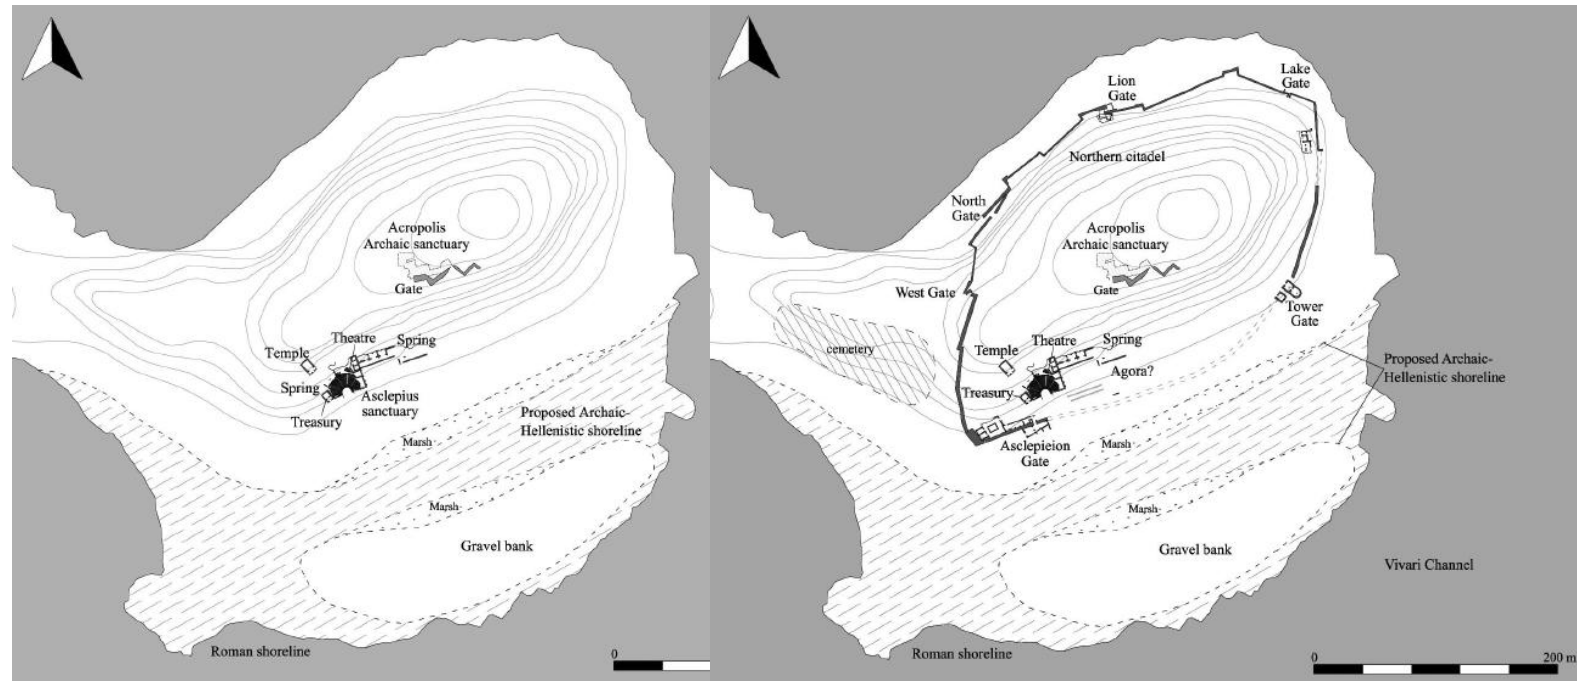 Acropolis
Archaic sanctuary
Gate
Theatre
Spring
Temple
Spring
Asclepius
sanctuary
Treasury
Proposed Archaic-
Hellenistic shoreline
Marsh
Marsh
Gravel bank
Roman shoreline
0
Lion
Gate
Lake
Gate
Northern citadel
North
Gate
Acropolis
Archaic sanctuary
Gate
West Gate
Tower
Gate
cemetery
Temple
Theatre
Spring
Agora?
Treasury
Asclepieion
Gate
Proposed Archaic-
Hellenistic shoreline
Marsh
Marsh
Gravel bank
Vivari Channel
Roman shoreline
0
200 m